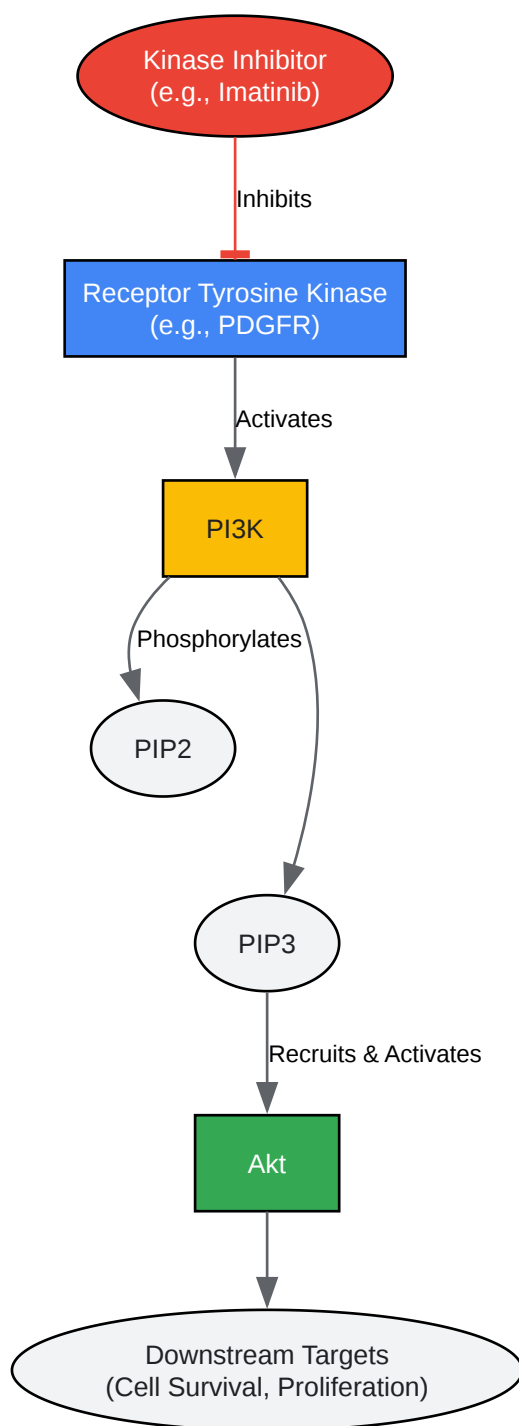 Kinase Inhibitor
(e.g., Imatinib)
Inhibits
Receptor Tyrosine Kinase
(e.g., PDGFR)
Activates
PI3K
Phosphorylates
PIP2
PIP3
Recruits & Activates
Akt
Downstream Targets
(Cell Survival, Proliferation)